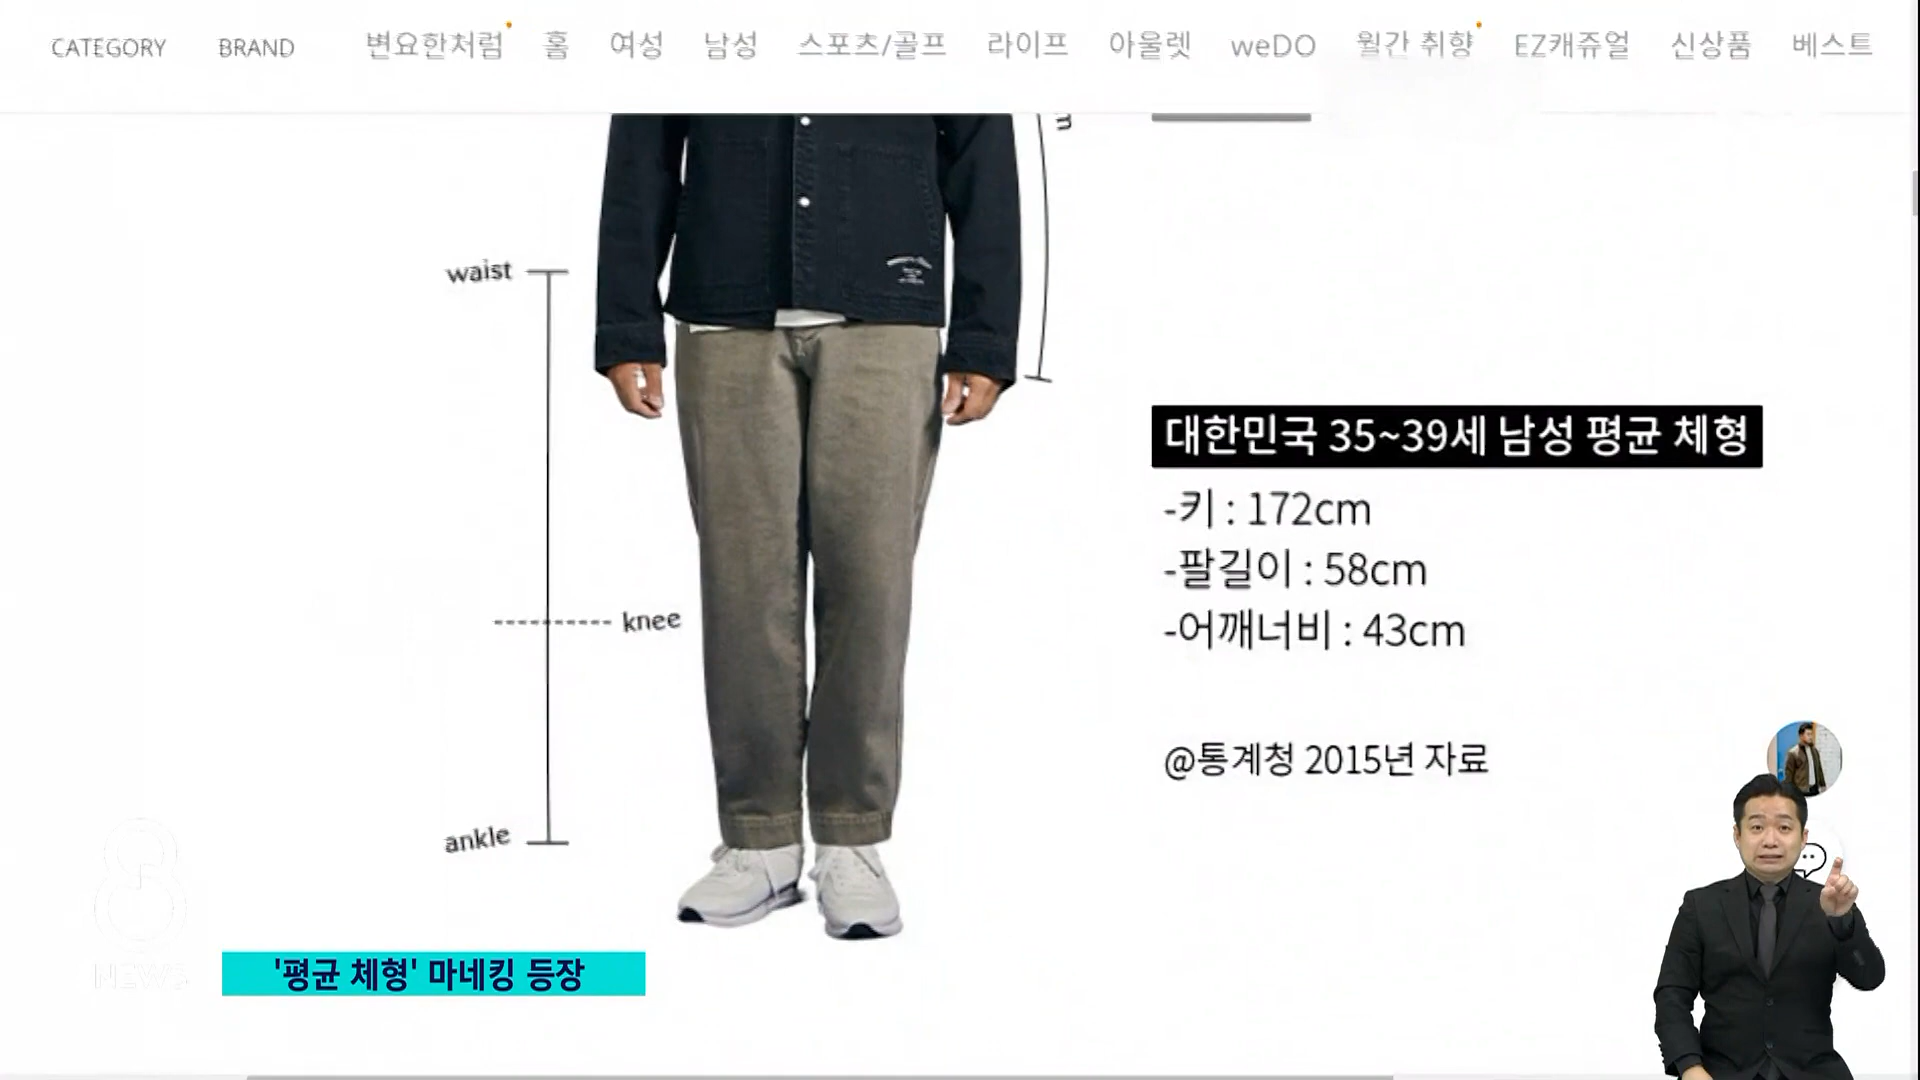 CATEGORY BRAND 변요한처럼 홈 여성 남성 스포츠/골프 라이프 아울렛 weDO 월간 취향 EZ캐쥬얼 신상품 베스트
waist
knee
ankle
대한민국 35~39세 남성 평균 체형
-키 : 172cm
-팔길이 : 58cm
-어깨너비 : 43cm
@통계청 2015년 자료
8 NEWS
'평균 체형' 마네킹 등장